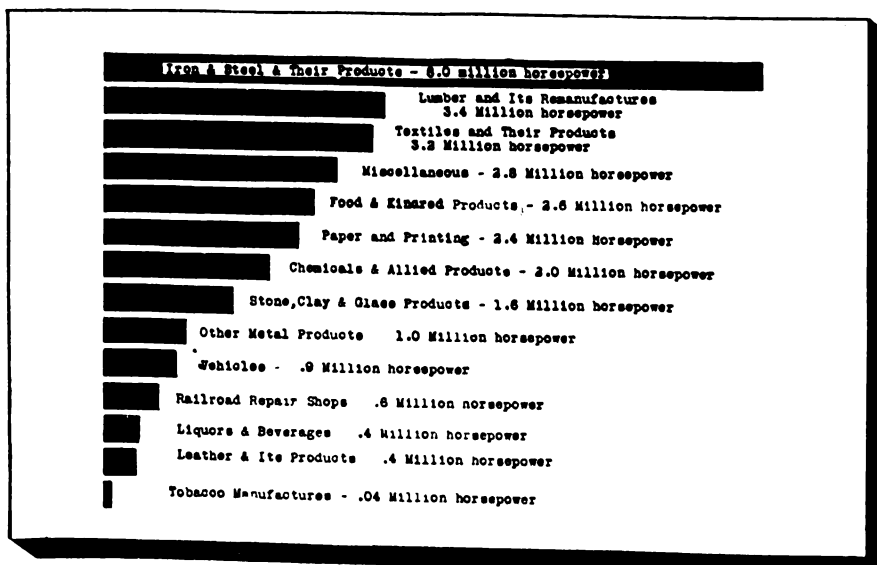 Iron & Steel & Their Products - 8.0 million horsepower
Lumber and Its Remanufactures
3.4 Million horsepower
Textiles and Their Products
3.2 Million horsepower
Miscellaneous - 2.8 Million horsepower
Food & Kindred Products - 2.6 Million horsepower
Paper and Printing - 2.4 Million Horsepower
Chemicals & Allied Products - 2.0 Million horsepower
Stone, Clay & Glass Products - 1.6 Million horsepower
Other Metal Products 1.0 Million horsepower
Vehicles - .9 Million horsepower
Railroad Repair Shops .6 Million horsepower
Liquors & Beverages .4 Million horsepower
Leather & Its Products .4 Million horsepower
Tobacco Manufactures - .04 Million horsepower